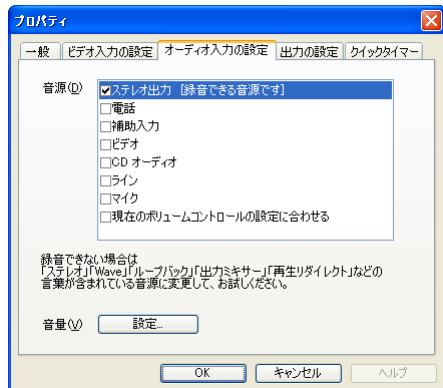 プロパティ
一般 ビデオ入力の設定 オーディオ入力の設定 出力の設定 クイックタイマー
音源(D)
ステレオ出力 [録音できる音源です]
電話
補助入力
ビデオ
CD オーディオ
ライン
マイク
現在のボリュームコントロールの設定に合わせる
録音できない場合は
「ステレオ」「Wave」「ループバック」「出力ミキサー」「再生リダイレクト」などの
言葉が含まれている音源に変更して、お試しください。
音量(V) 設定...
OK キャンセル ヘルプ